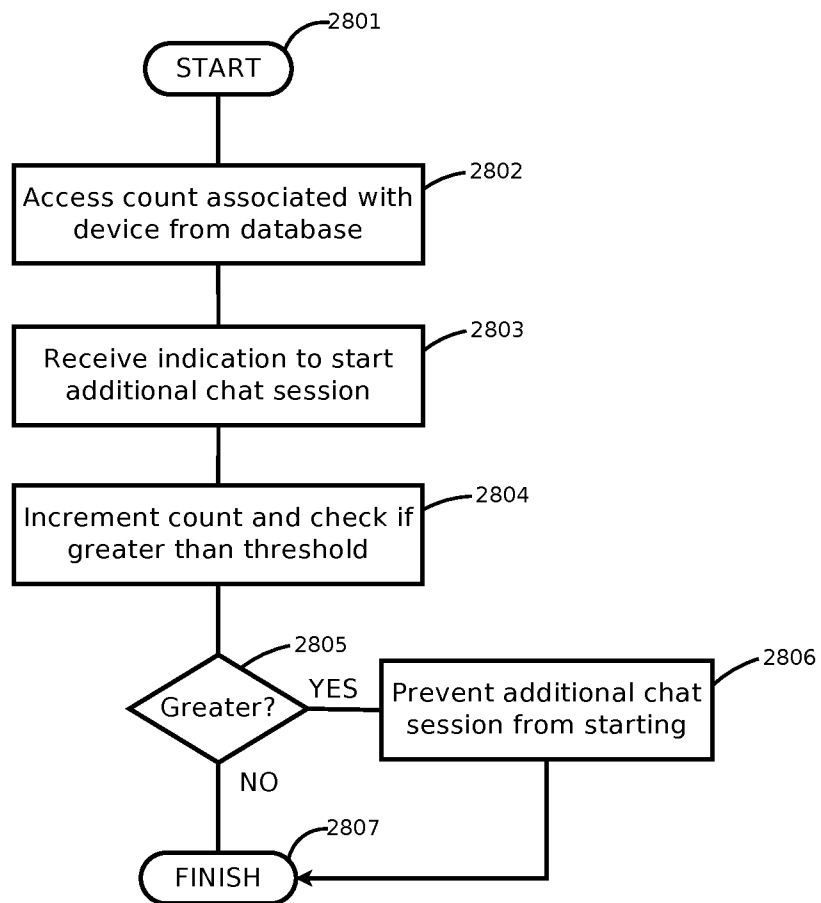 2801
START
2802
Access count associated with
device from database
2803
Receive indication to start
additional chat session
2804
Increment count and check if
greater than threshold
2805
Greater?
YES
2806
Prevent additional chat
session from starting
NO
2807
FINISH